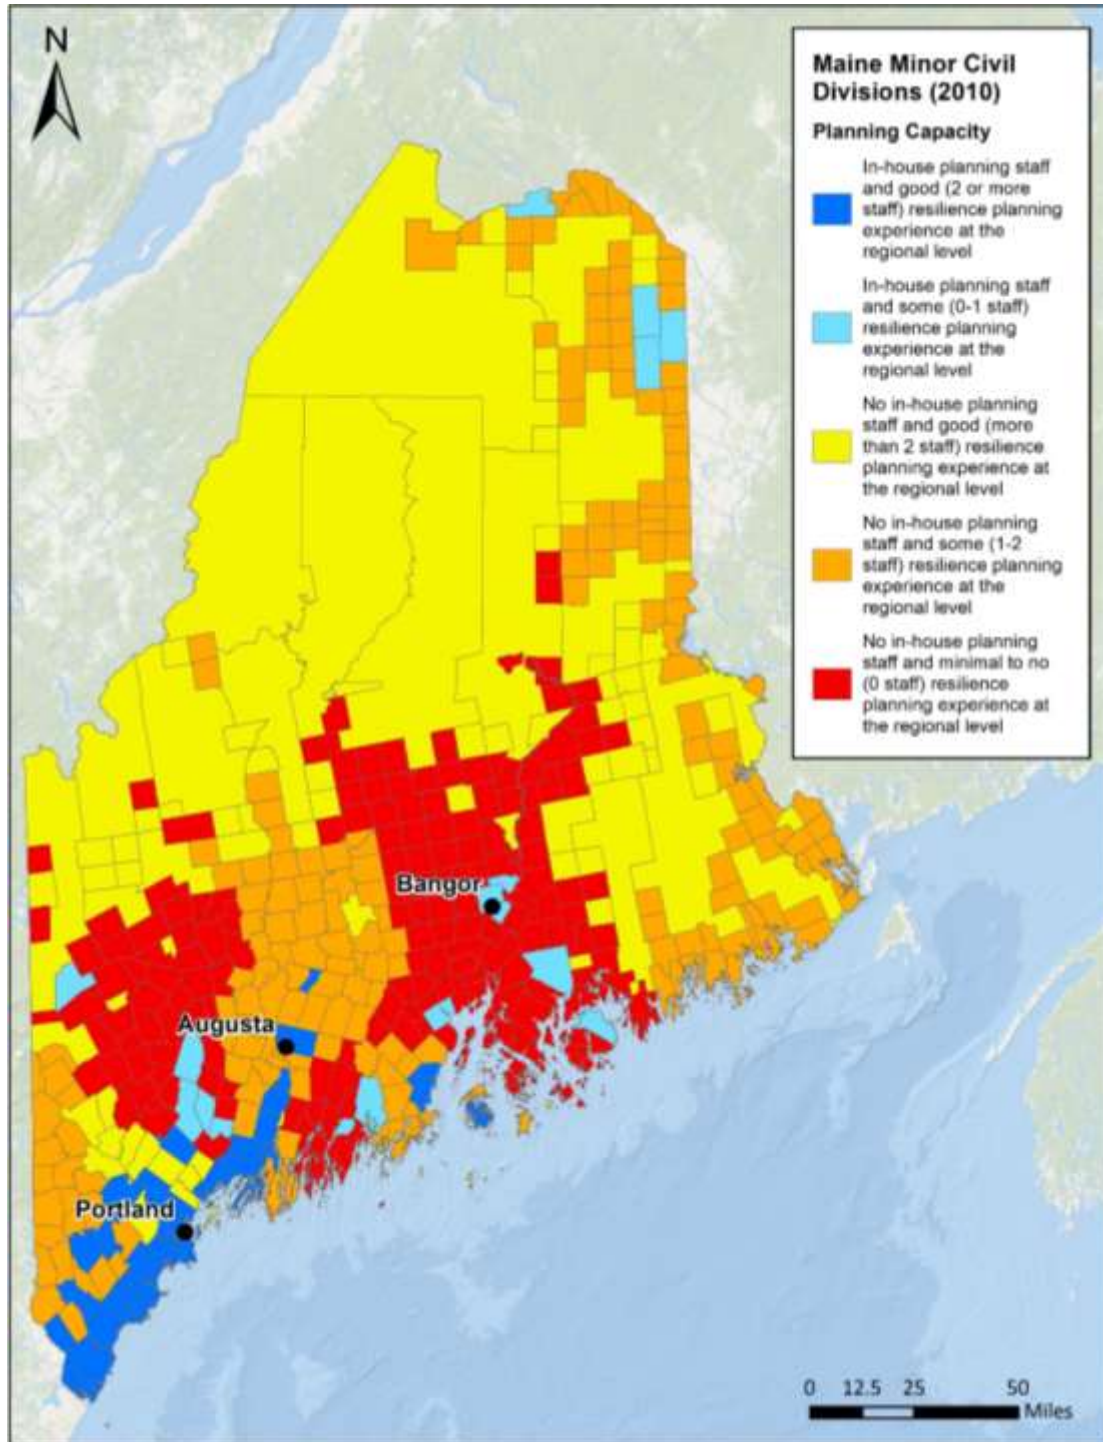 N
Maine Minor Civil
Divisions (2010)
Planning Capacity
In-house planning staff
and good (2 or more
staff) resilience planning
experience at the
regional level
In-house planning staff
and some (0-1 staff)
resilience planning
experience at the
regional level
No in-house planning
staff and good (more
than 2 staff) resilience
planning experience at
the regional level
No in-house planning
staff and some (1-2
staff) resilience planning
experience at the
regional level
No in-house planning
staff and minimal to no
(0 staff) resilience
planning experience at
the regional level
Bangor
Augusta
Portland
0 12.5 25 50
Miles